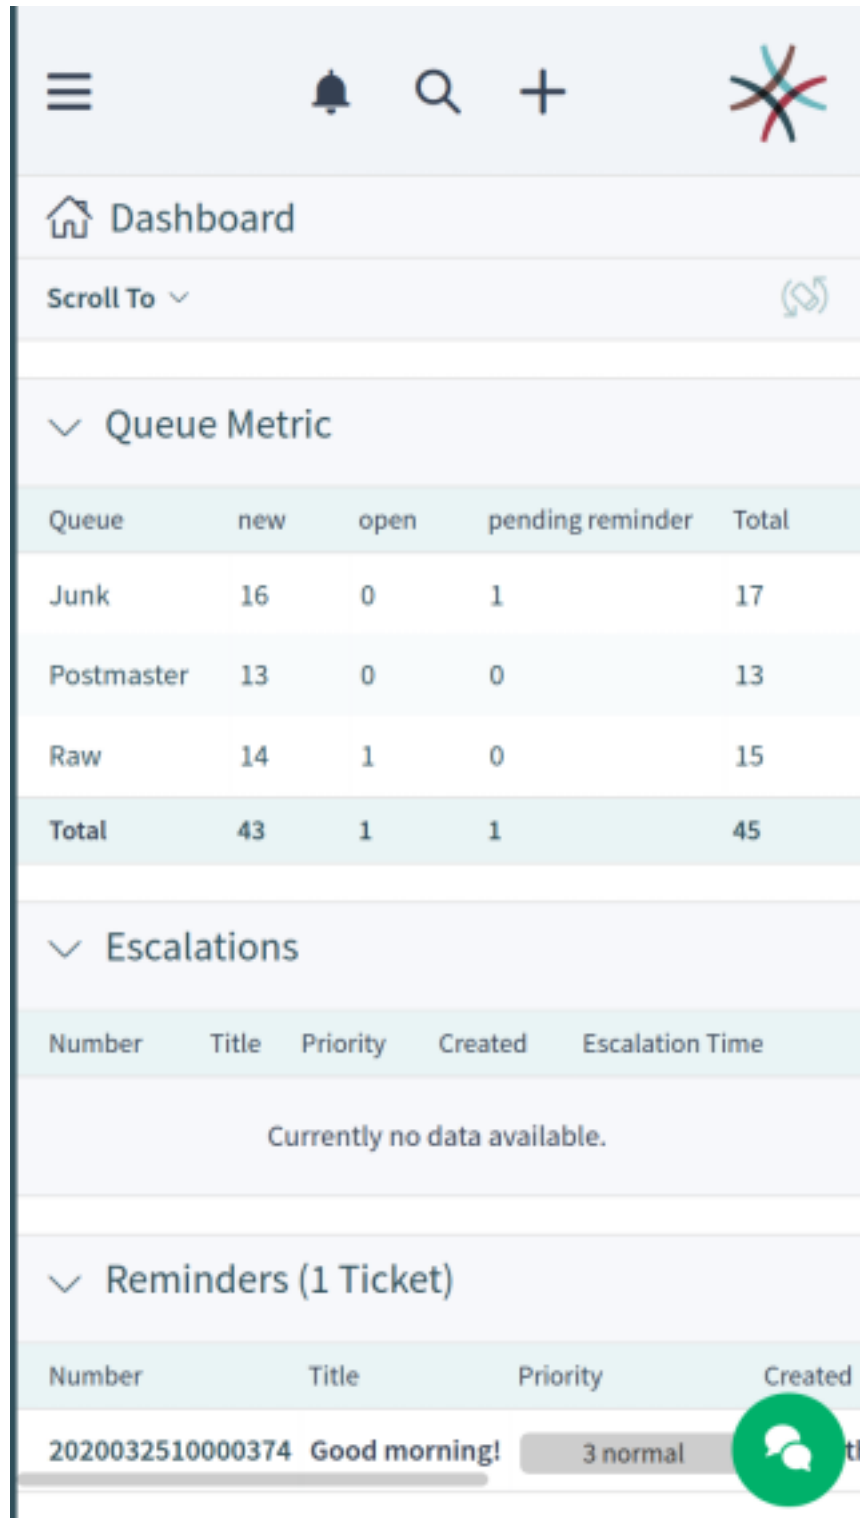 Dashboard
Scroll To
Queue Metric
Queue new open pending reminder Total
Junk 16 0 1 17
Postmaster 13 0 0 13
Raw 14 1 0 15
Total 43 1 1 45
Escalations
Number Title Priority Created Escalation Time
Currently no data available.
Reminders (1 Ticket)
Number Title Priority Created
2020032510000374 Good morning! 3 normal